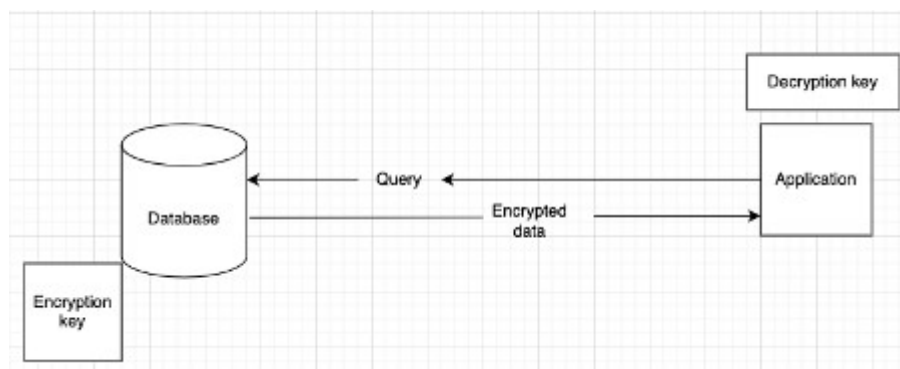 Decryption key
Query
Application
Encrypted
data
Database
Encryption
key